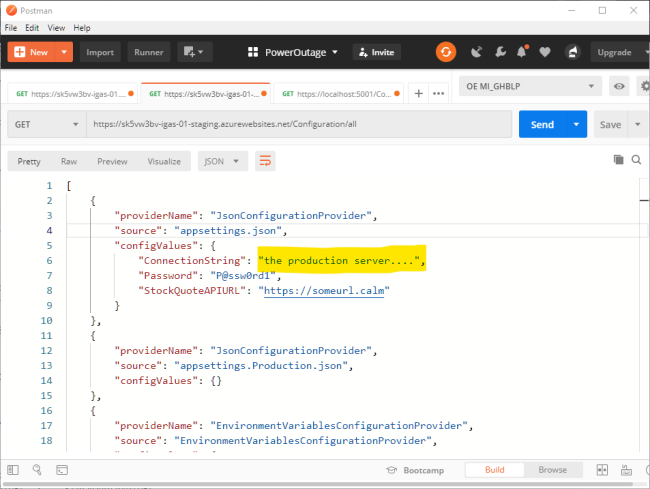 Postman
File Edit View Help
New Import Runner PowerOutage Invite Upgrade
GET https://sk5vw3bv-igas-01.... GET https://sk5vw3bv-igas-01-... GET https://localhost:5001/Co... OE MI_GHBLP
GET https://sk5vw3bv-igas-01-staging.azurewebsites.net/Configuration/all Send Save
Pretty Raw Preview Visualize JSON
1 [
2 {
3 "providerName": "JsonConfigurationProvider",
4 "source": "appsettings.json",
5 "configValues": {
6 "ConnectionString": "the production server....",
7 "Password": "P@ssw0rd1",
8 "StockQuoteAPIURL": "https://someurl.calm"
9 }
10 },
11 {
12 "providerName": "JsonConfigurationProvider",
13 "source": "appsettings.Production.json",
14 "configValues": {}
15 },
16 {
17 "providerName": "EnvironmentVariablesConfigurationProvider",
18 "source": "EnvironmentVariablesConfigurationProvider",
Bootcamp Build Browse